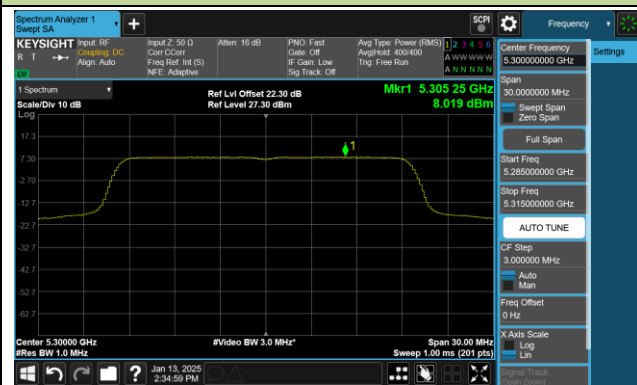 Spectrum Analyzer 1
Swept SA
+
SCPI
Frequency
KEYSIGHT
R T
LXI
Input: RF
Coupling: DC
Align: Auto
Input Z: 50 Ω
Corr CCorr
Freq Ref: Int (S)
NFE: Adaptive
Atten: 16 dB
PNO: Fast
Gate: Off
IF Gain: Low
Sig Track: Off
Avg Type: Power (RMS)
Avg|Hold: 400/400
Trig: Free Run
1 2 3 4 5 6
A W W W W W
A N N N N N
Center Frequency
5.300000000 GHz
Settings
Span
30.0000000 MHz
Swept Span
Zero Span
Full Span
Start Freq
5.285000000 GHz
Stop Freq
5.315000000 GHz
AUTO TUNE
CF Step
3.000000 MHz
Auto
Man
Freq Offset
0 Hz
X Axis Scale
Log
Lin
Signal Track
(Span Zoom)
1 Spectrum
Scale/Div 10 dB
Log
Ref Lvl Offset 22.30 dB
Ref Level 27.30 dBm
Mkr1 5.305 25 GHz
8.019 dBm
1
17.3
7.30
-2.70
-12.7
-22.7
-32.7
-42.7
-52.7
-62.7
Center 5.30000 GHz
#Res BW 1.0 MHz
#Video BW 3.0 MHz*
Span 30.00 MHz
Sweep 1.00 ms (201 pts)
?
Jan 13, 2025
2:34:59 PM